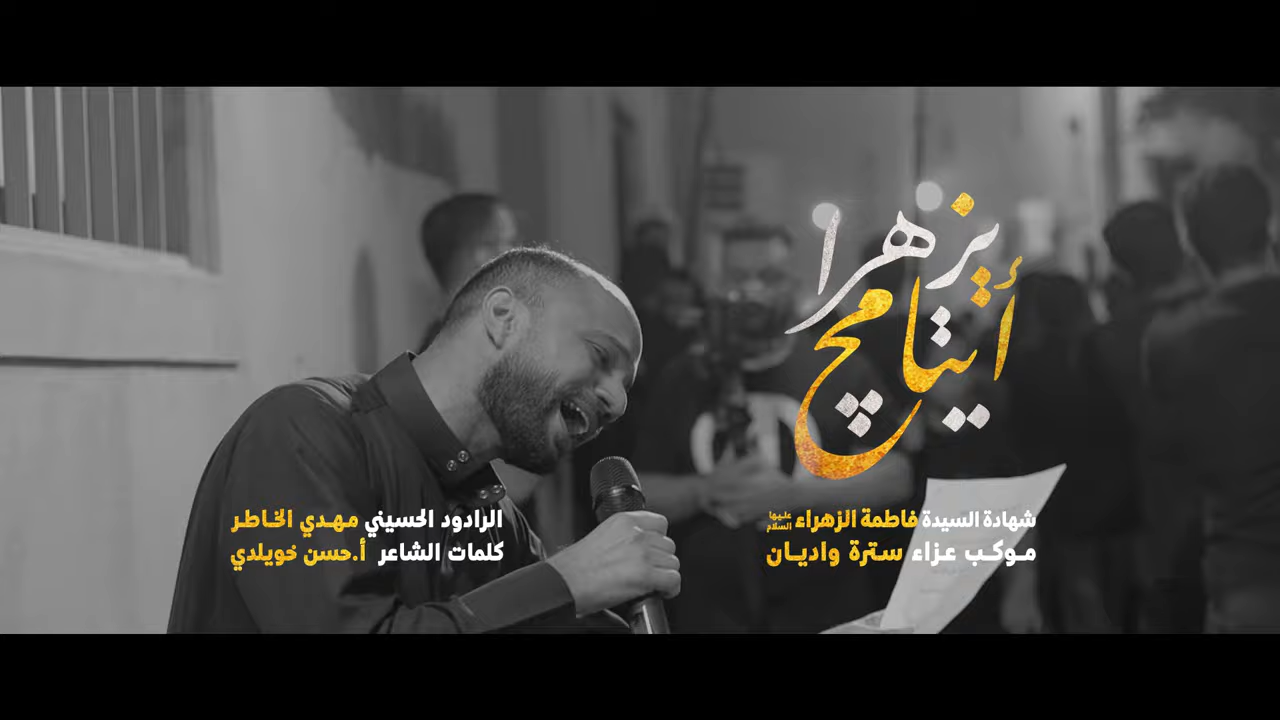 يزهرا
أيتامچ
شهادة السيدة فاطمة الزهراء عليها السلام
موكب عزاء سترة واديان
الرادود الحسيني مهدي الخاطر
كلمات الشاعر أ.حسن خويلدي